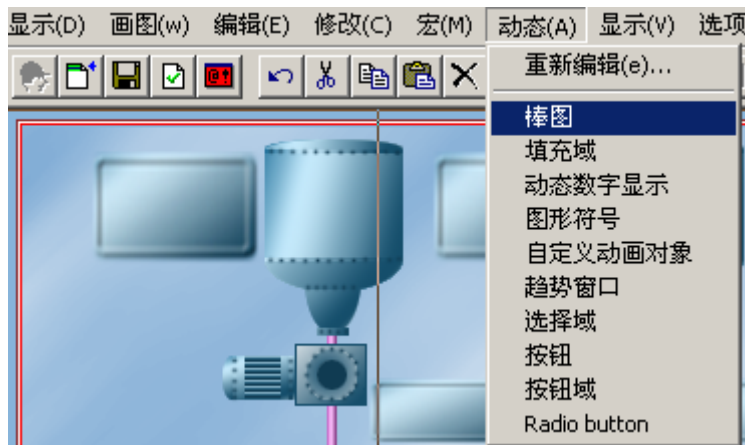 显示(D) 画图(w) 编辑(E) 修改(C) 宏(M) 动态(A) 显示(V) 选项
重新编辑(e)...
棒图
填充域
动态数字显示
图形符号
自定义动画对象
趋势窗口
选择域
按钮
按钮域
Radio button